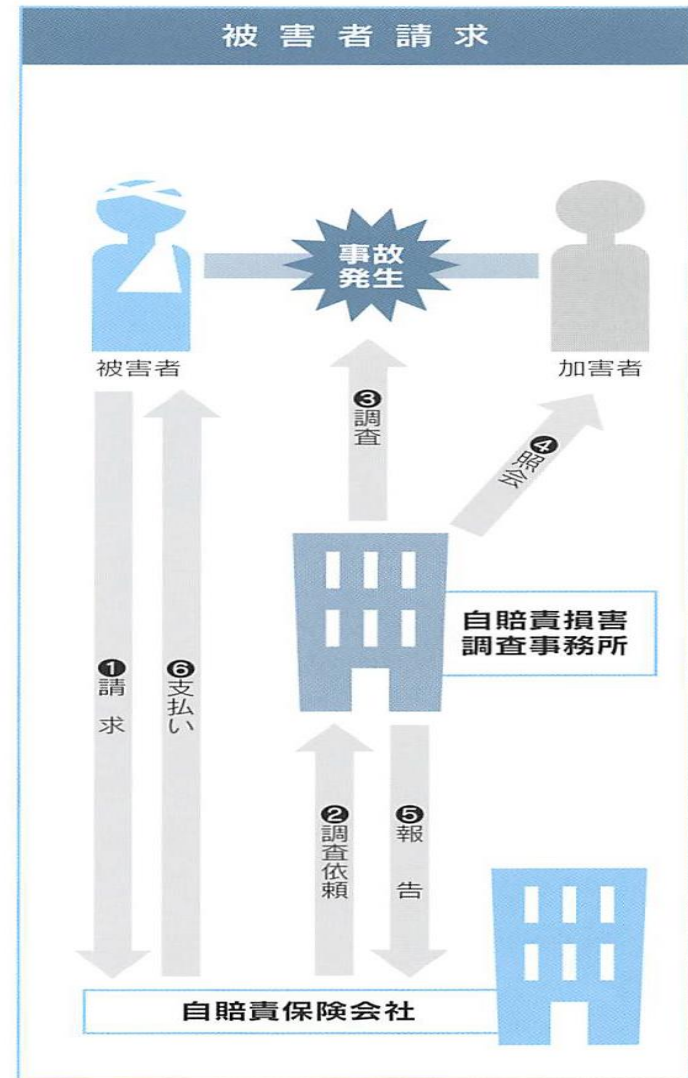 被害者請求
事故
発生
被害者
加害者
❸調査
❹照会
自賠責損害
調査事務所
❶請求
❻支払い
❷調査依頼
❺報告
自賠責保険会社